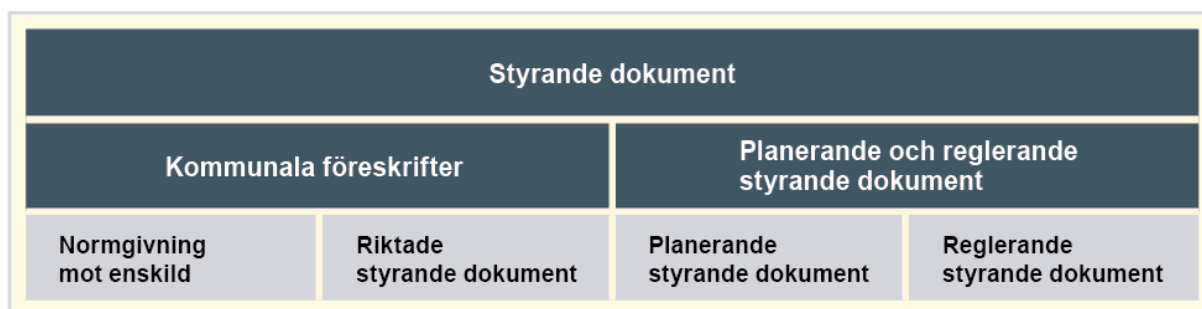 Styrande dokument
Kommunala föreskrifter
Planerande och reglerande
styrande dokument
Normgivning
mot enskild
Riktade
styrande dokument
Planerande
styrande dokument
Reglerande
styrande dokument